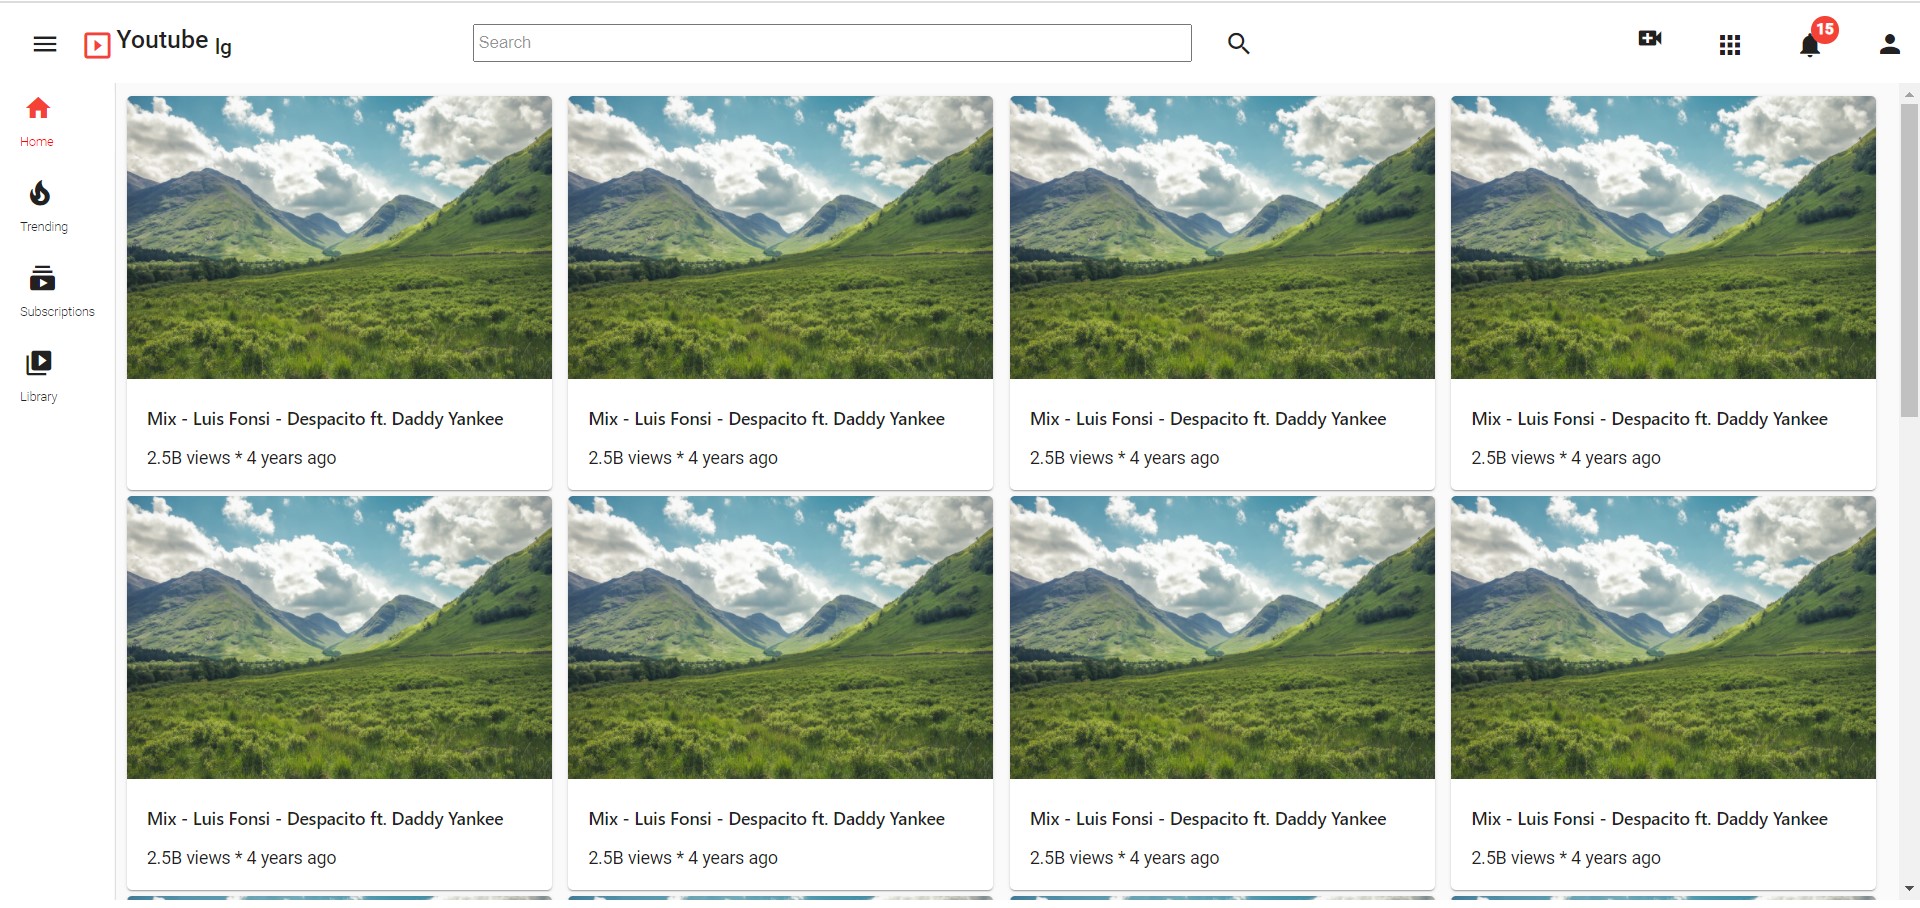 Youtube lg
Search
15
Home
Trending
Subscriptions
Library
Mix - Luis Fonsi - Despacito ft. Daddy Yankee
2.5B views * 4 years ago
Mix - Luis Fonsi - Despacito ft. Daddy Yankee
2.5B views * 4 years ago
Mix - Luis Fonsi - Despacito ft. Daddy Yankee
2.5B views * 4 years ago
Mix - Luis Fonsi - Despacito ft. Daddy Yankee
2.5B views * 4 years ago
Mix - Luis Fonsi - Despacito ft. Daddy Yankee
2.5B views * 4 years ago
Mix - Luis Fonsi - Despacito ft. Daddy Yankee
2.5B views * 4 years ago
Mix - Luis Fonsi - Despacito ft. Daddy Yankee
2.5B views * 4 years ago
Mix - Luis Fonsi - Despacito ft. Daddy Yankee
2.5B views * 4 years ago